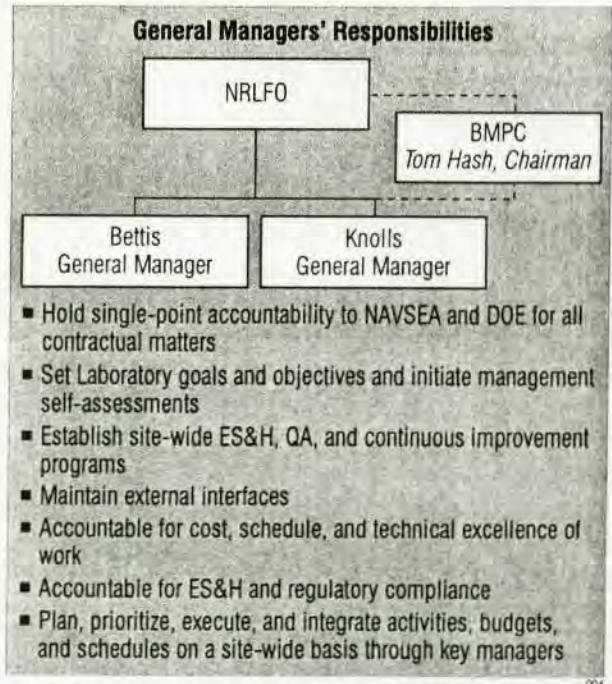 General Managers' Responsibilities
NRLFO
BMPC
Tom Hash, Chairman
Bettis
General Manager
Knolls
General Manager
■ Hold single-point accountability to NAVSEA and DOE for all
contractual matters
■ Set Laboratory goals and objectives and initiate management
self-assessments
■ Establish site-wide ES&H, QA, and continuous improvement
programs
■ Maintain external interfaces
■ Accountable for cost, schedule, and technical excellence of
work
■ Accountable for ES&H and regulatory compliance
■ Plan, prioritize, execute, and integrate activities, budgets,
and schedules on a site-wide basis through key managers